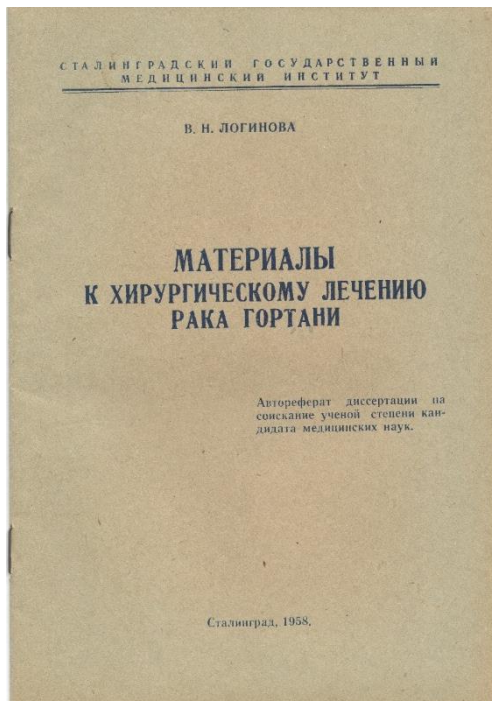 СТАЛИНГРАДСКИЙ ГОСУДАРСТВЕННЫЙ
МЕДИЦИНСКИЙ ИНСТИТУТ
В. Н. ЛОГИНОВА
МАТЕРИАЛЫ
К ХИРУРГИЧЕСКОМУ ЛЕЧЕНИЮ
РАКА ГОРТАНИ
Автореферат диссертации на
соискание ученой степени кан-
дидата медицинских наук.
Сталинград, 1958.